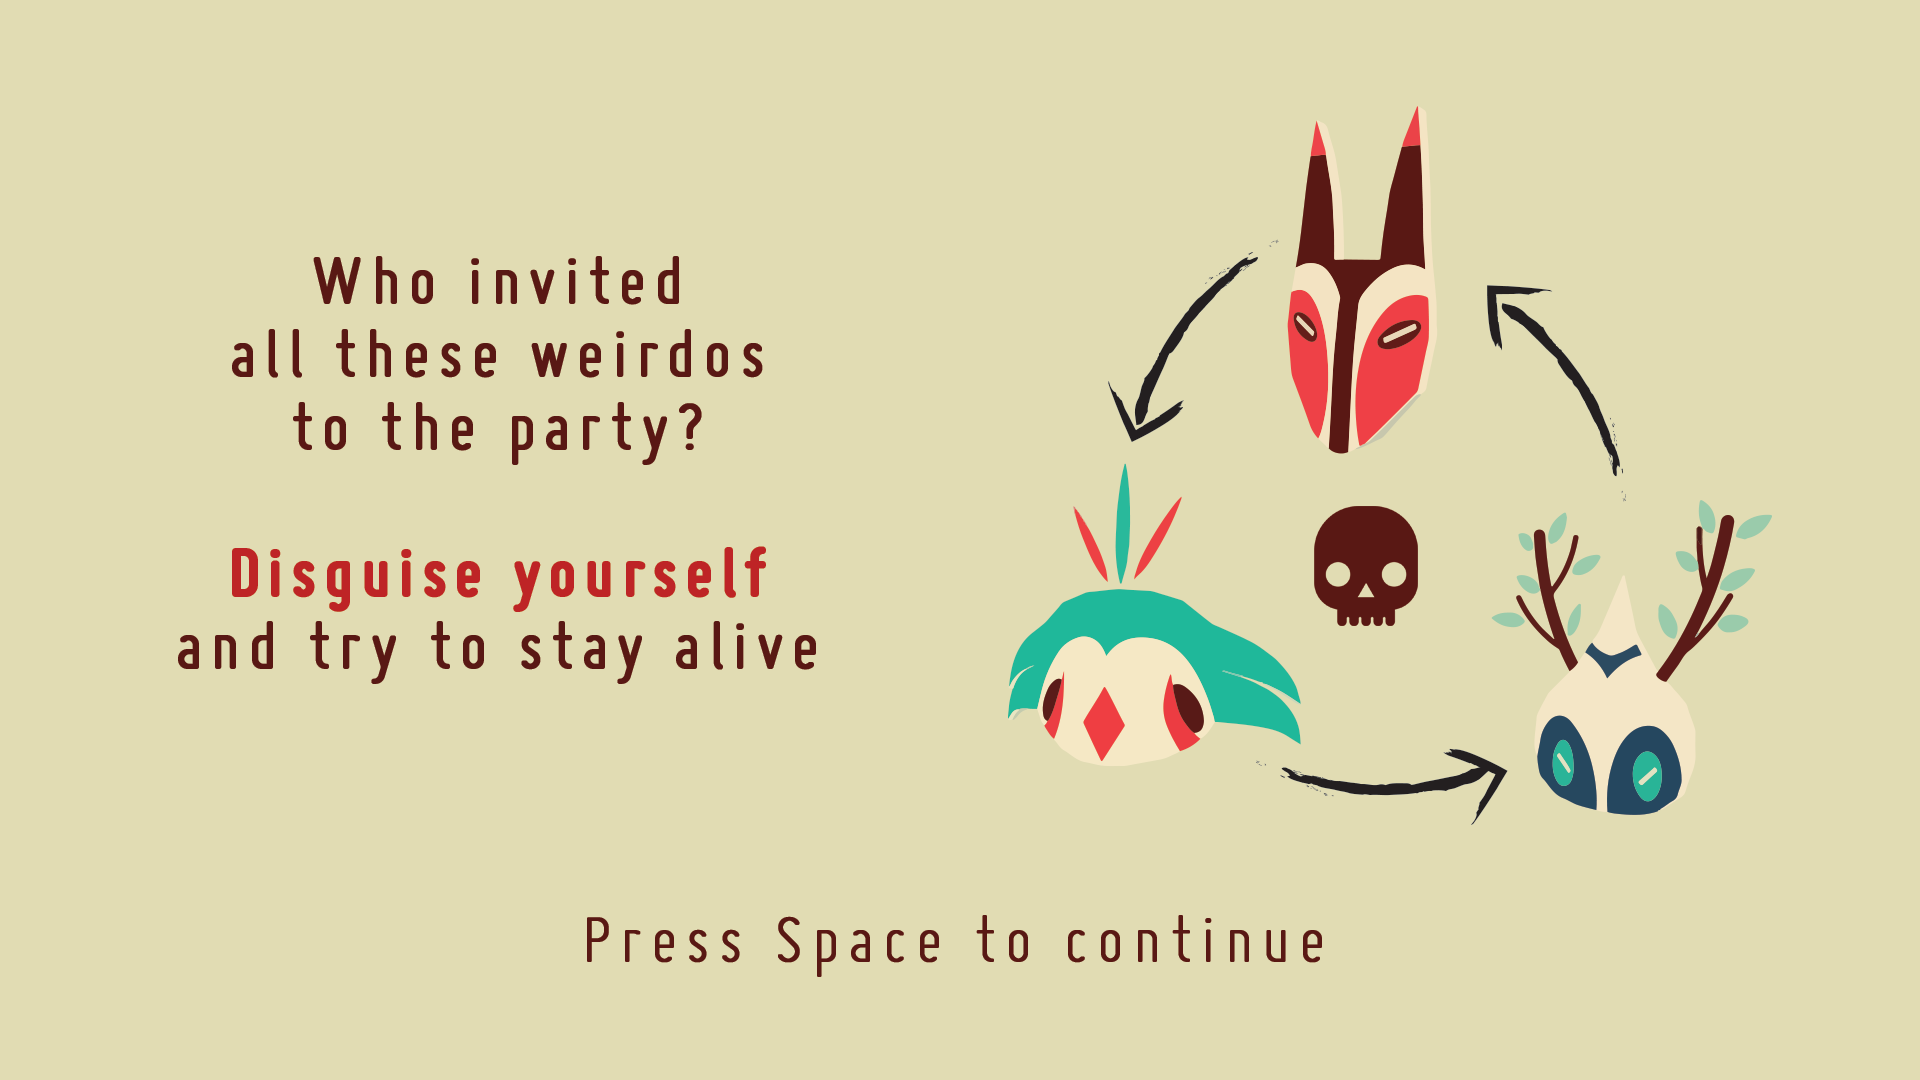 Who invited
all these weirdos
to the party?
Disguise yourself
and try to stay alive
Press Space to continue